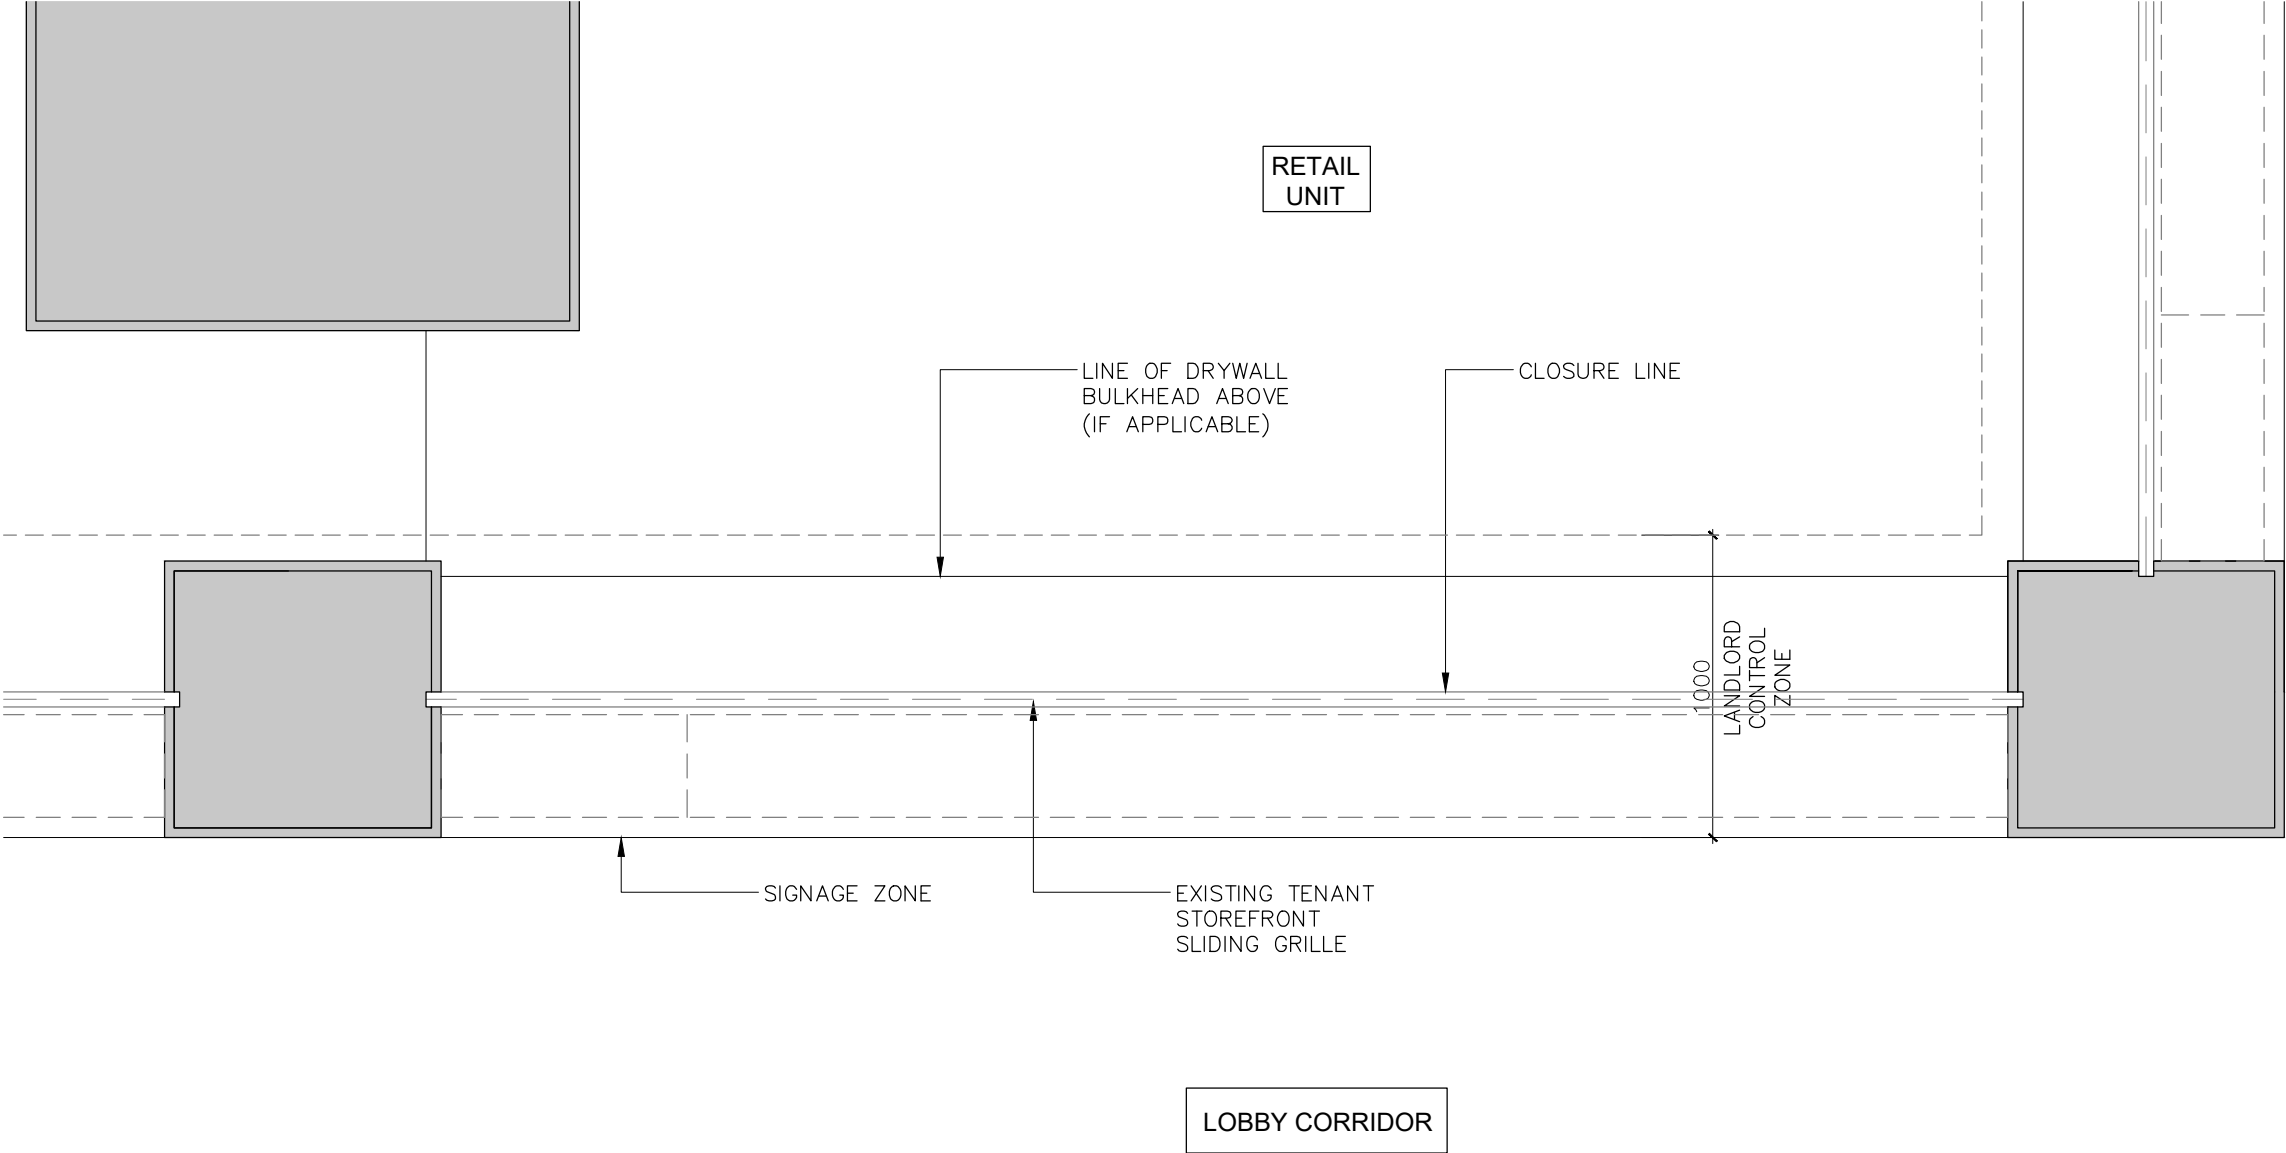 RETAIL
UNIT
LINE OF DRYWALL
BULKHEAD ABOVE
(IF APPLICABLE)
CLOSURE LINE
1000
LANDLORD
CONTROL
ZONE
SIGNAGE ZONE
EXISTING TENANT
STOREFRONT
SLIDING GRILLE
LOBBY CORRIDOR